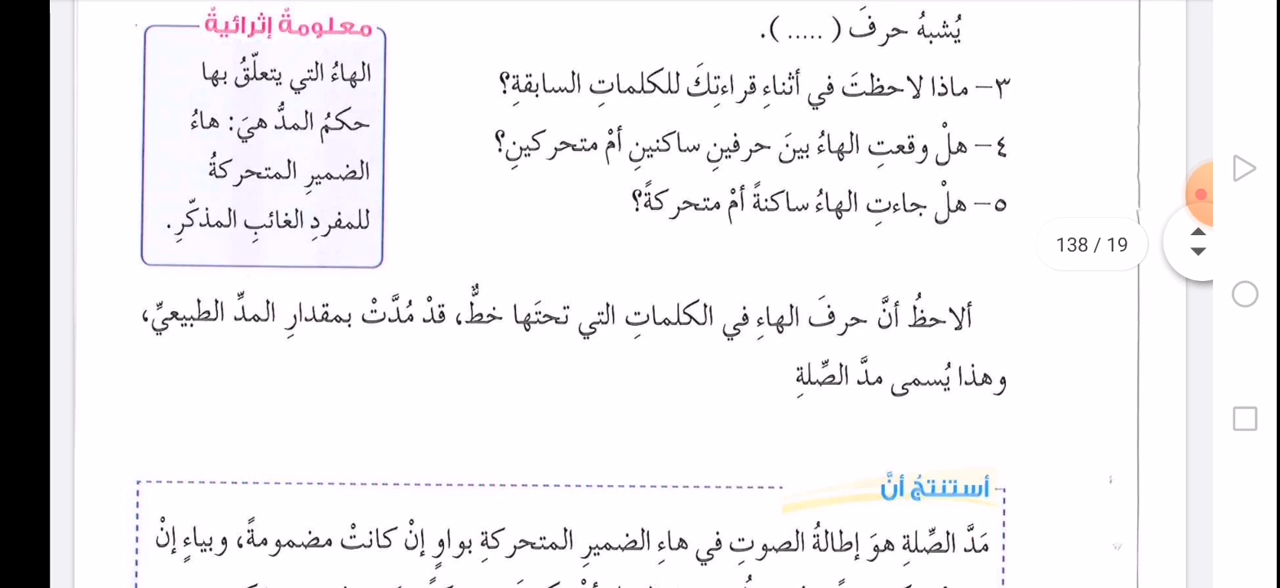 يُشبهُ حرفَ ( ..... ).
٣- ماذا لاحظتَ في أثناءِ قراءتِكَ للكلماتِ السابقةِ؟
٤- هلْ وقعتِ الهاءُ بينَ حرفينِ ساكنينِ أمْ متحركينِ؟
٥- هلْ جاءتِ الهاءُ ساكنةً أمْ متحركةً؟
معلومةٌ إثرائيةٌ
الهاءُ التي يتعلّقُ بها
حكمُ المدُّ هيَ: هاءُ
الضميرِ المتحركةُ
للمفردِ الغائبِ المذكّرِ.
138 / 19
ألاحظُ أنَّ حرفَ الهاءِ في الكلماتِ التي تحتَها خطٌّ، قدْ مُدَّتْ بمقدارِ المدِّ الطبيعيِّ،
وهذا يُسمى مدَّ الصِّلةِ
أستنتجُ أنَّ
مَدَّ الصِّلةِ هوَ إطالةُ الصوتِ في هاءِ الضميرِ المتحركةِ بواوٍ إنْ كانتْ مضمومةً، وبياءٍ إنْ